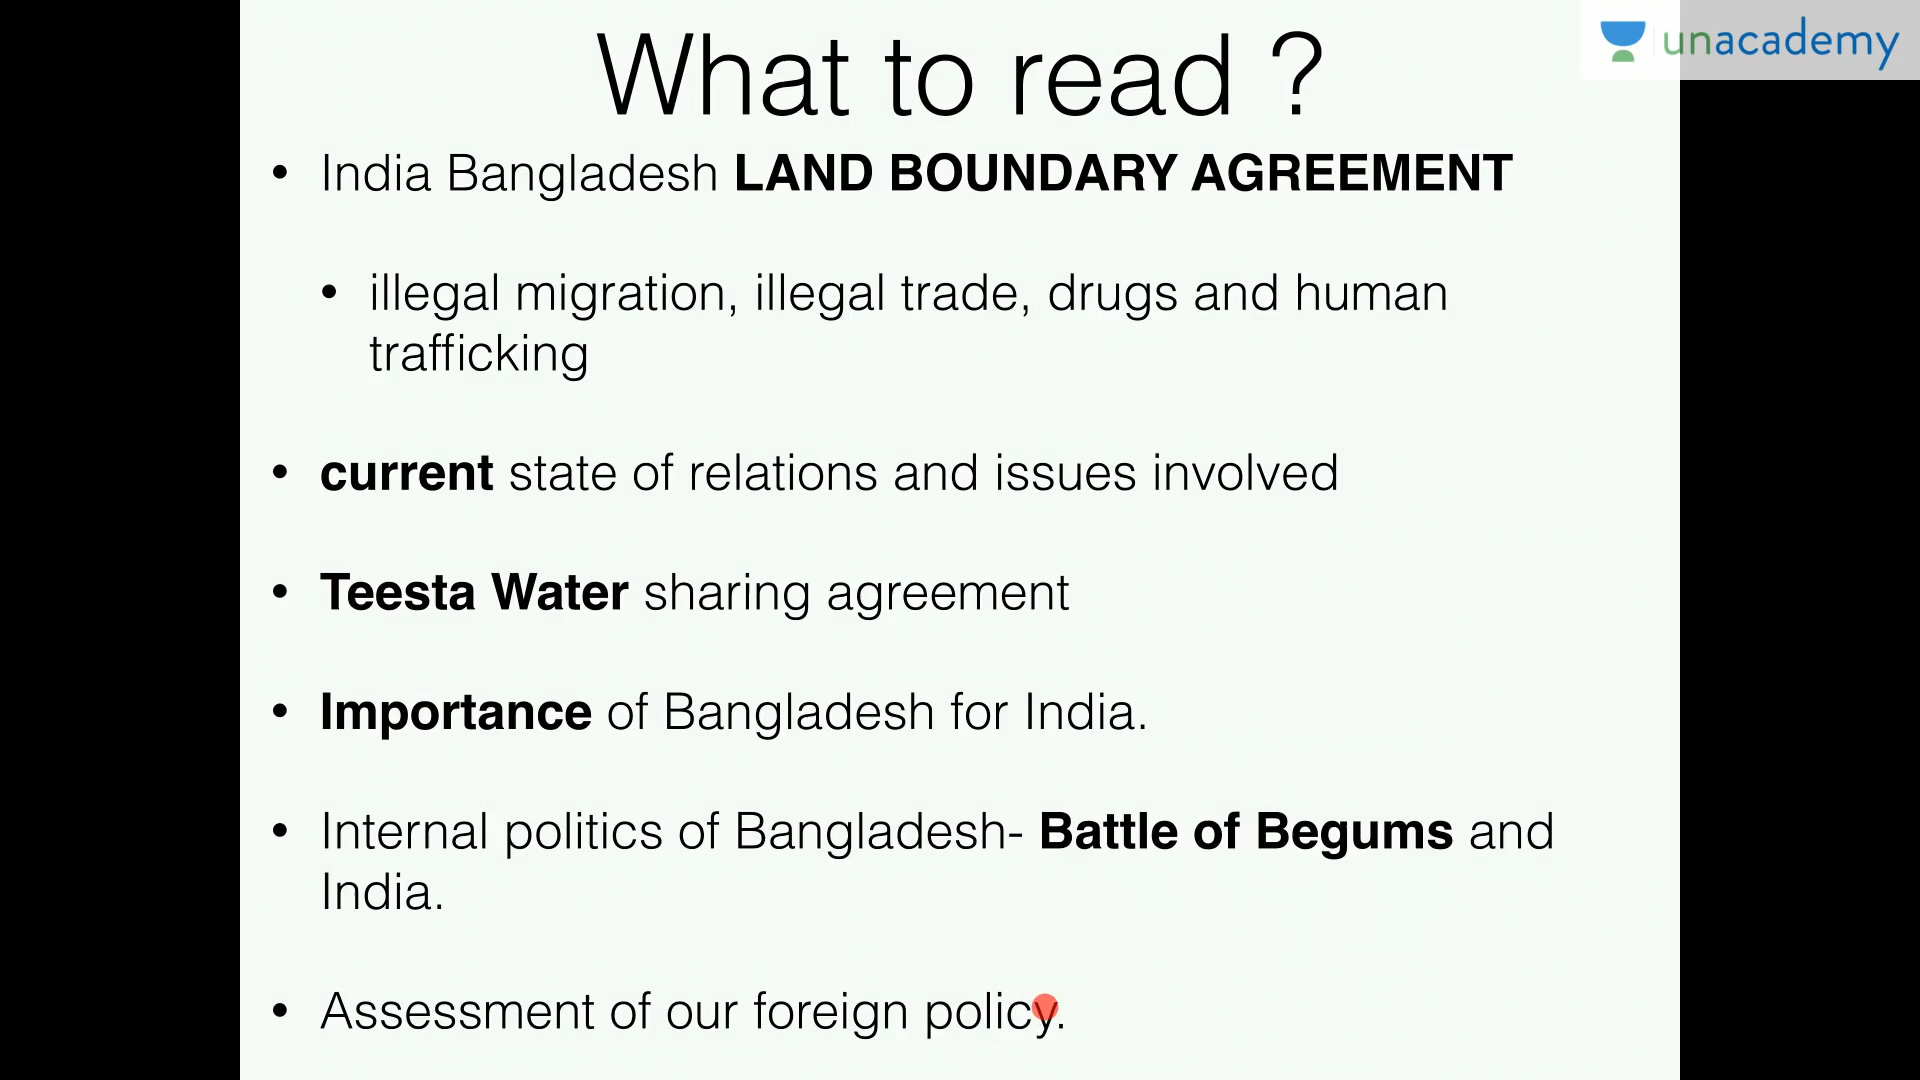 What to read ?
unacademy
• India Bangladesh LAND BOUNDARY AGREEMENT
• illegal migration, illegal trade, drugs and human
trafficking
• current state of relations and issues involved
• Teesta Water sharing agreement
• Importance of Bangladesh for India.
• Internal politics of Bangladesh- Battle of Begums and
India.
• Assessment of our foreign policy.